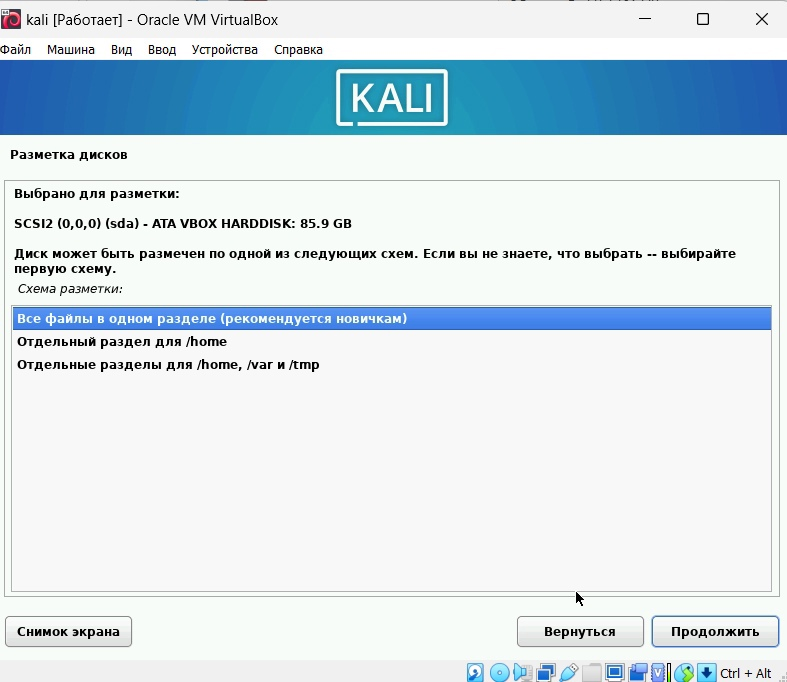 kali [Работает] - Oracle VM VirtualBox
Файл Машина Вид Ввод Устройства Справка
KALI
Разметка дисков
Выбрано для разметки:
SCSI2 (0,0,0) (sda) - ATA VBOX HARDDISK: 85.9 GB
Диск может быть размечен по одной из следующих схем. Если вы не знаете, что выбрать -- выбирайте
первую схему.
Схема разметки:
Все файлы в одном разделе (рекомендуется новичкам)
Отдельный раздел для /home
Отдельные разделы для /home, /var и /tmp
Снимок экрана Вернуться Продолжить
Ctrl + Alt